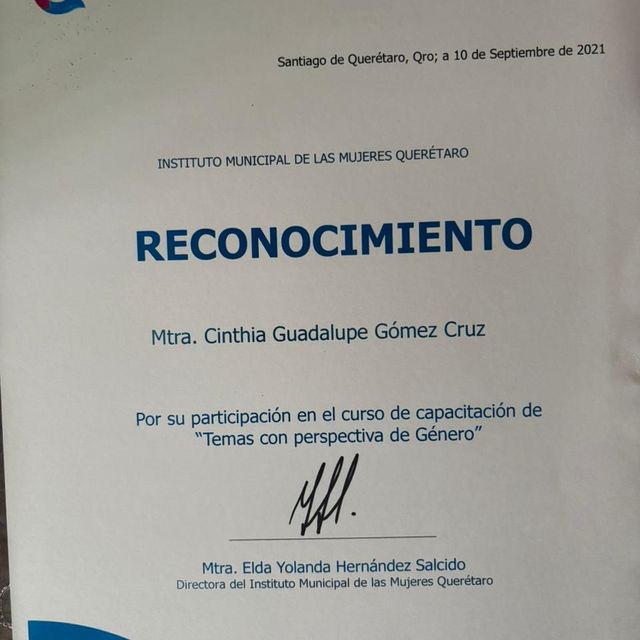 Santiago de Querétaro, Qro; a 10 de Septiembre de 2021
INSTITUTO MUNICIPAL DE LAS MUJERES QUERÉTARO
RECONOCIMIENTO
Mtra. Cinthia Guadalupe Gómez Cruz
Por su participación en el curso de capacitación de
“Temas con perspectiva de Género”
Mtra. Elda Yolanda Hernández Salcido
Directora del Instituto Municipal de las Mujeres Querétaro